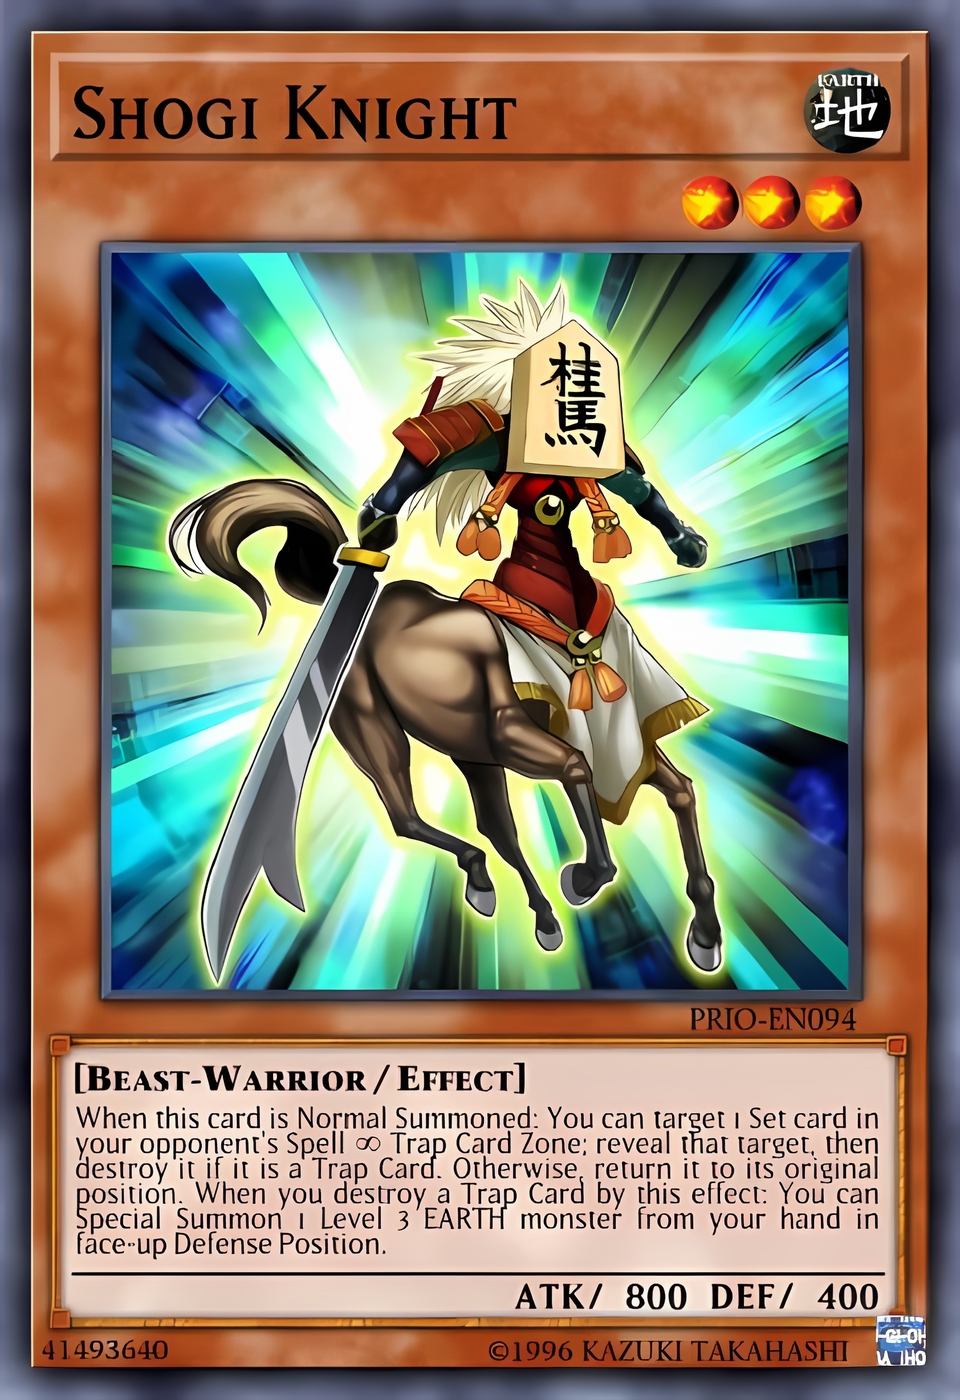 SHOGI KNIGHT
EARTH
地
桂
馬
PRIO-EN094
[BEAST-WARRIOR / EFFECT]
When this card is Normal Summoned: You can target 1 Set card in
your opponent's Spell ∞ Trap Card Zone; reveal that target, then
destroy it if it is a Trap Card. Otherwise, return it to its original
position. When you destroy a Trap Card by this effect: You can
Special Summon 1 Level 3 EARTH monster from your hand in
face-up Defense Position.
ATK/ 800 DEF/ 400
41493640
©1996 KAZUKI TAKAHASHI